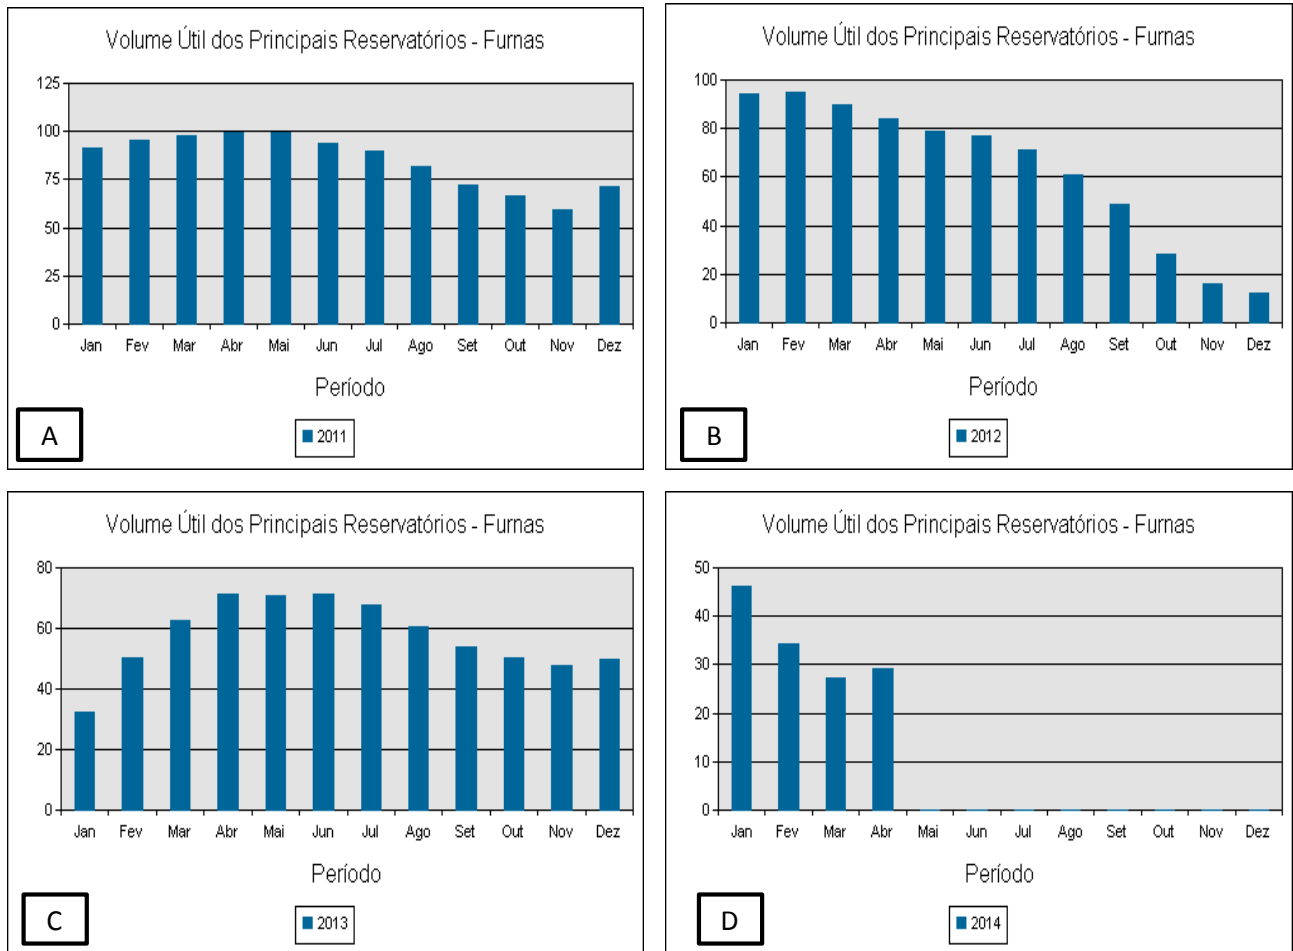 Volume Útil dos Principais Reservatórios - Furnas
125
100
75
50
25
0
Jan Fev Mar Abr Mai Jun Jul Ago Set Out Nov Dez
Período
A
2011
Volume Útil dos Principais Reservatórios - Furnas
100
80
60
40
20
0
Jan Fev Mar Abr Mai Jun Jul Ago Set Out Nov Dez
Período
B
2012
Volume Útil dos Principais Reservatórios - Furnas
80
60
40
20
0
Jan Fev Mar Abr Mai Jun Jul Ago Set Out Nov Dez
Período
C
2013
Volume Útil dos Principais Reservatórios - Furnas
50
40
30
20
10
0
Jan Fev Mar Abr Mai Jun Jul Ago Set Out Nov Dez
Período
D
2014